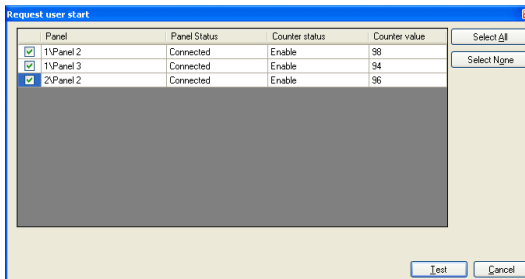 Request user start
Panel Panel Status Counter status Counter value
1\Panel 2 Connected Enable 98
1\Panel 3 Connected Enable 94
2\Panel 2 Connected Enable 96
Select All
Select None
Test Cancel